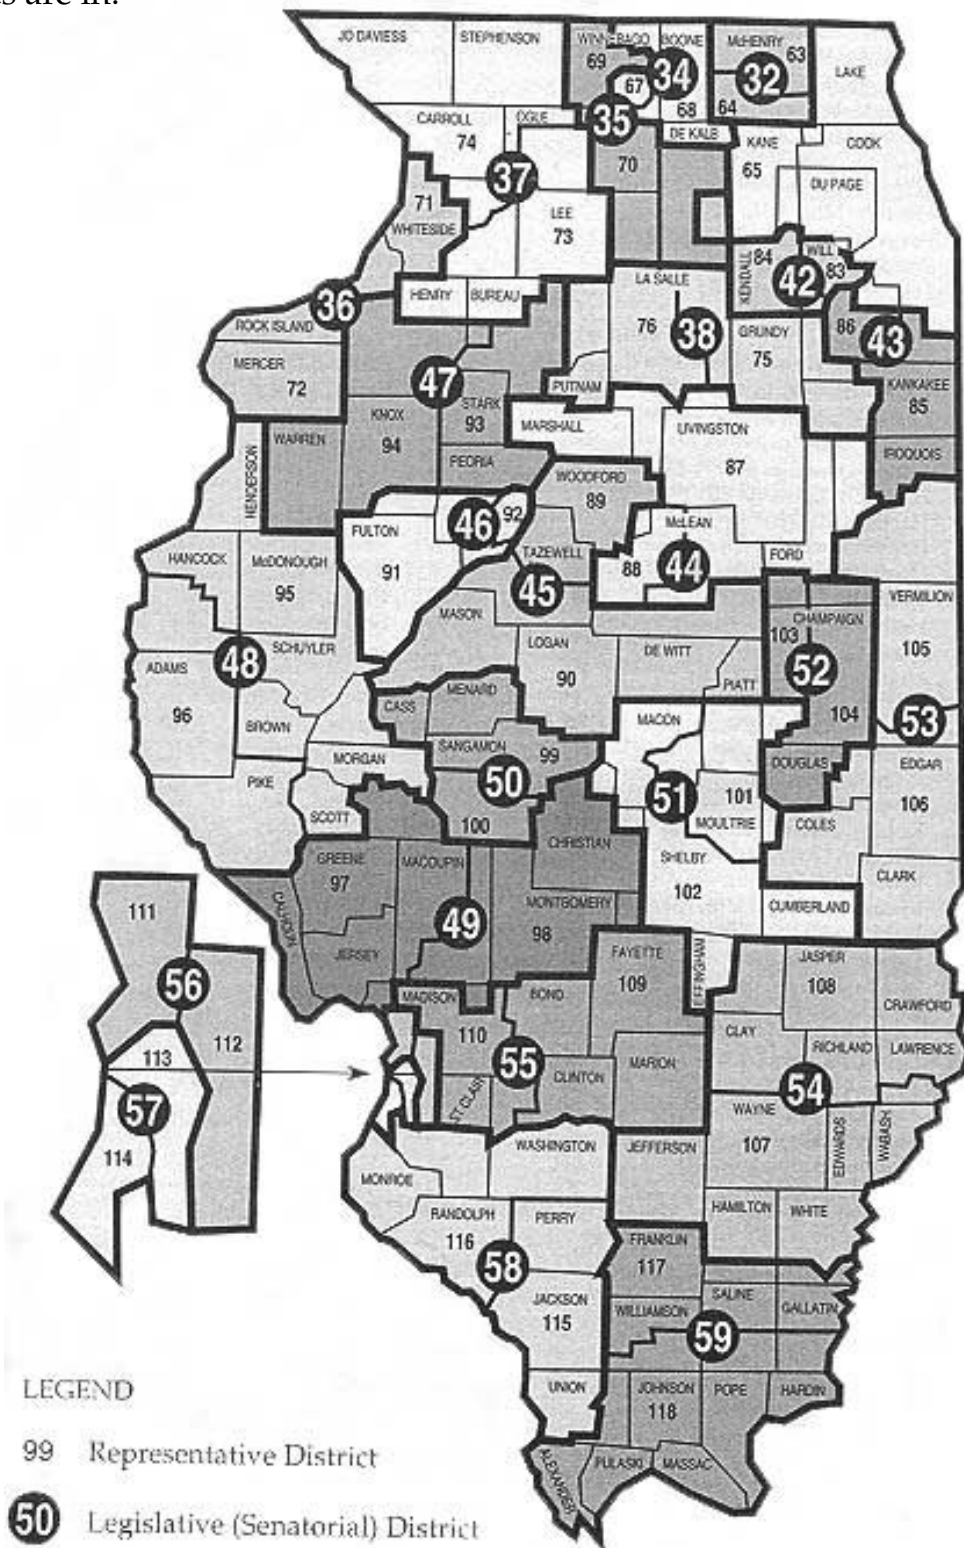 s are in.
JO DAVIESS
STEPHENSON
WINNEBAGO
BOONE
McHENRY
63
69
34
32
LAKE
67
68
64
35
CARROLL
OGLE
DE KALB
KANE
COOK
74
70
65
37
DU PAGE
71
LEE
WHITESIDE
73
KENDALL
84
WILL
83
42
LA SALLE
HENRY
BUREAU
36
ROCK ISLAND
76
38
GRUNDY
75
86
43
MERCER
72
47
PUTNAM
KANKAKEE
85
STARK
93
KNOX
94
MARSHALL
LIVINGSTON
87
WARREN
HENDERSON
PEORIA
IROQUOIS
WOODFORD
89
FULTON
46
92
McLEAN
HANCOCK
McDONOUGH
95
91
TAZEWELL
88
44
FORD
45
MASON
VERMILION
CHAMPAIGN
103
105
48
SCHUYLER
LOGAN
90
DE WITT
52
ADAMS
96
MENARD
PIATT
CASS
104
BROWN
MACON
53
SANGAMON
99
MORGAN
50
DOUGLAS
EDGAR
PIKE
51
101
106
SCOTT
100
MOULTRIE
COLES
CHRISTIAN
GREENE
97
MACOUPIN
SHELBY
102
CLARK
111
CALHOUN
MONTGOMERY
98
CUMBERLAND
49
JERSEY
FAYETTE
109
EFFINGHAM
JASPER
108
56
MADISON
BOND
CRAWFORD
112
113
110
CLAY
RICHLAND
LAWRENCE
55
CLINTON
MARION
54
57
ST CLAIR
WAYNE
107
EDWARDS
WABASH
114
WASHINGTON
JEFFERSON
MONROE
RANDOLPH
116
PERRY
HAMILTON
WHITE
FRANKLIN
117
58
JACKSON
115
WILLIAMSON
SALINE
GALLATIN
59
UNION
JOHNSON
118
POPE
HARDIN
ALEXANDER
PULASKI
MASSAC
LEGEND
99 Representative District
50 Legislative (Senatorial) District